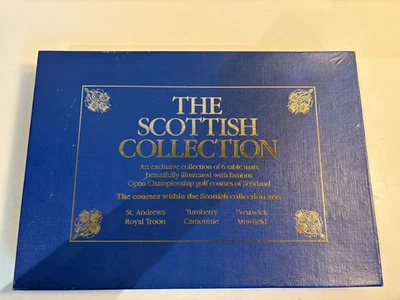 THE
SCOTTISH
COLLECTION
An exclusive collection of 6 table mats
beautifully illustrated with famous
Open Championship golf courses of Scotland
The courses within the Scottish collection are:
St. Andrews Turnberry Prestwick
Royal Troon Carnoustie Muirfield